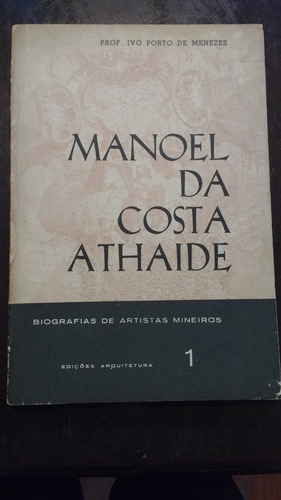 PROF. IVO PORTO DE MENEZES
MANOEL
DA
COSTA
ATHAIDE
BIOGRAFIAS DE ARTISTAS MINEIROS
EDIÇÕES ARQUITETURA
1